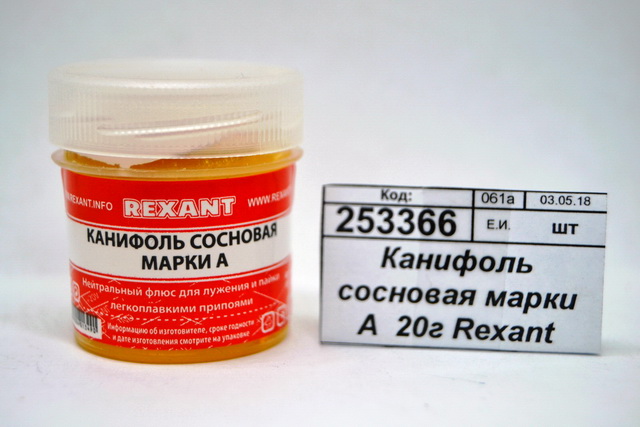 .REXANT.INFO REXANT WWW.REXAN
КАНИФОЛЬ СОСНОВАЯ
МАРКИ А
Нейтральный флюс для лужения и пайки
легкоплавкими припоями
Информацию об изготовителе, сроке годности
и дате изготовления смотрите на упаковке
Код: 061а 03.05.18
253366 Е.И. шт
Канифоль
сосновая марки
А 20г Rexant